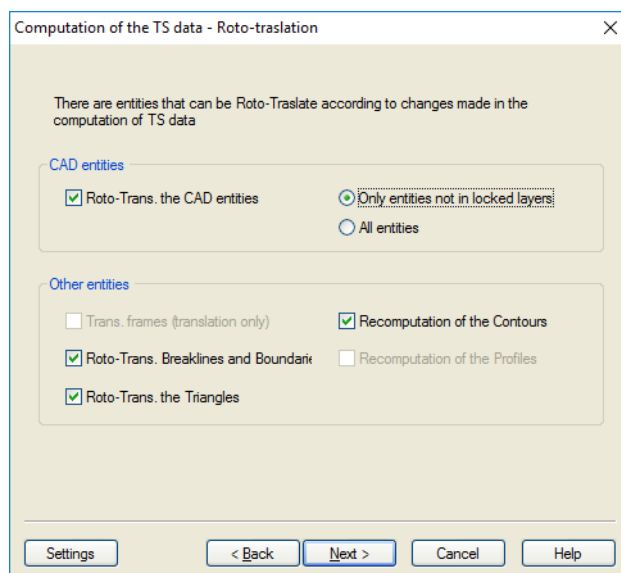 Computation of the TS data - Roto-traslation
There are entities that can be Roto-Traslate according to changes made in the
computation of TS data
CAD entities
Roto-Trans. the CAD entities
Only entities not in locked layers
All entities
Other entities
Trans. frames (translation only)
Recomputation of the Contours
Roto-Trans. Breaklines and Boundarie
Recomputation of the Profiles
Roto-Trans. the Triangles
Settings
< Back
Next >
Cancel
Help